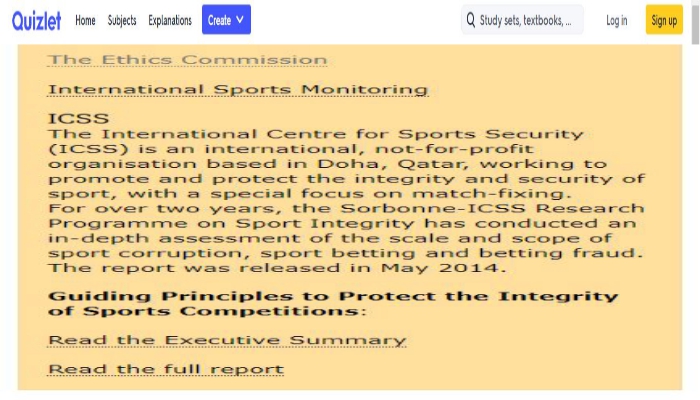 Quizlet Home Subjects Explanations Create Study sets, textbooks, ... Log in Sign up
The Ethics Commission
International Sports Monitoring
ICSS
The International Centre for Sports Security
(ICSS) is an international, not-for-profit
organisation based in Doha, Qatar, working to
promote and protect the integrity and security of
sport, with a special focus on match-fixing.
For over two years, the Sorbonne-ICSS Research
Programme on Sport Integrity has conducted an
in-depth assessment of the scale and scope of
sport corruption, sport betting and betting fraud.
The report was released in May 2014.
Guiding Principles to Protect the Integrity
of Sports Competitions:
Read the Executive Summary
Read the full report